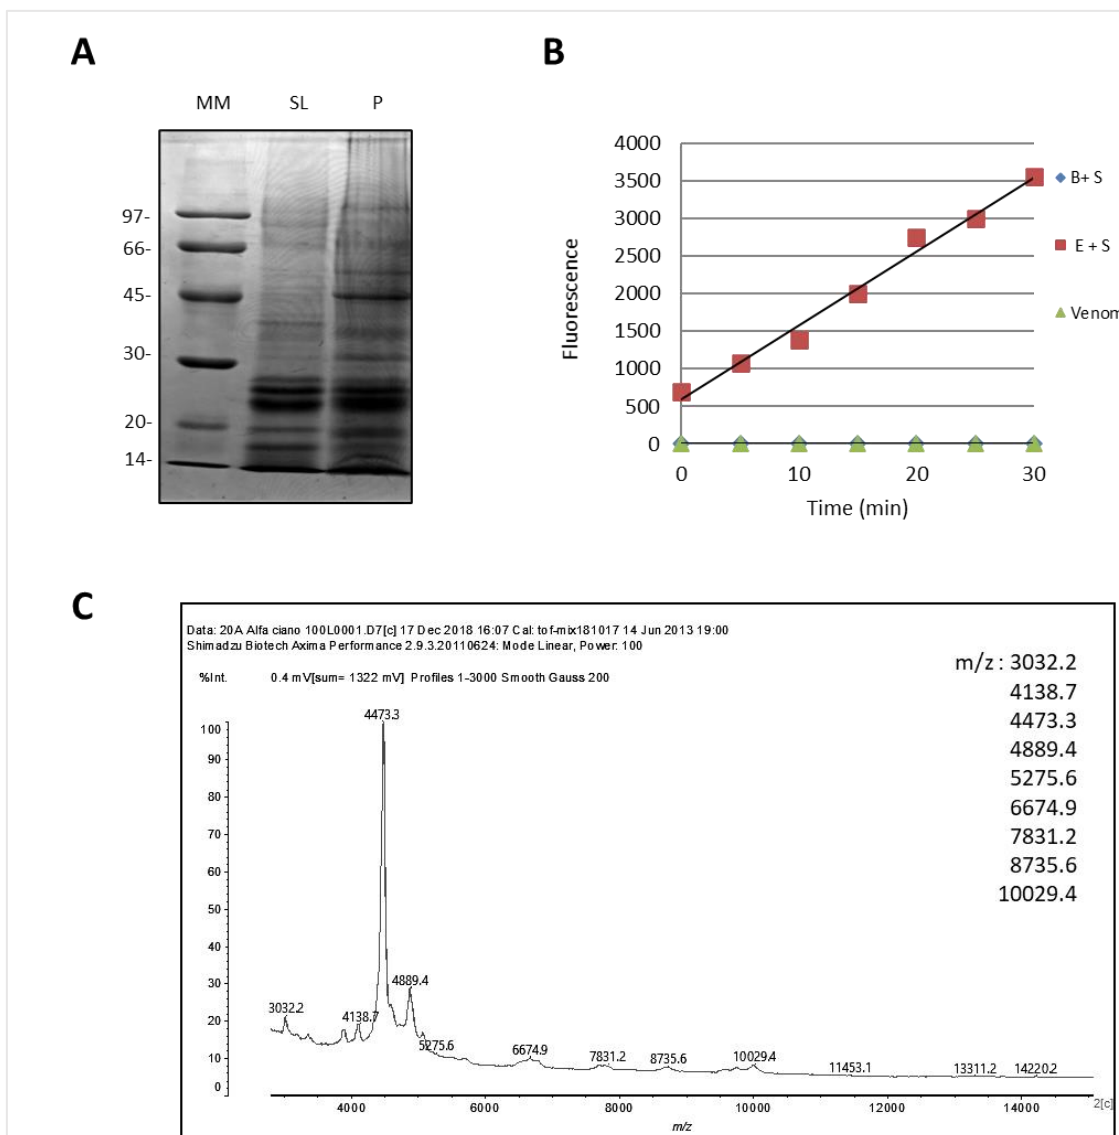 A
MM SL P
97-
66-
45-
30-
20-
14-
B
4000
3500
3000
2500
2000
1500
1000
500
0
0 10 20 30
Fluorescence
Time (min)
B+ S
E + S
Venom
C
Data: 20A Alfa ciano 100L0001.D7[c] 17 Dec 2018 16:07 Cal: tof-mix181017 14 Jun 2013 19:00
Shimadzu Biotech Axima Performance 2.9.3.20110624: Mode Linear, Power: 100
%Int. 0.4 mV[sum= 1322 mV] Profiles 1-3000 Smooth Gauss 200
m/z : 3032.2
4138.7
4473.3
4889.4
5275.6
6674.9
7831.2
8735.6
10029.4
100
90
80
70
60
50
40
30
20
10
0
4473.3
4889.4
3032.2
4138.7
5275.6
6674.9
7831.2
8735.6
10029.4
11453.1
13311.2
14220.2
4000 6000 8000 10000 12000 14000
2[c]
m/z